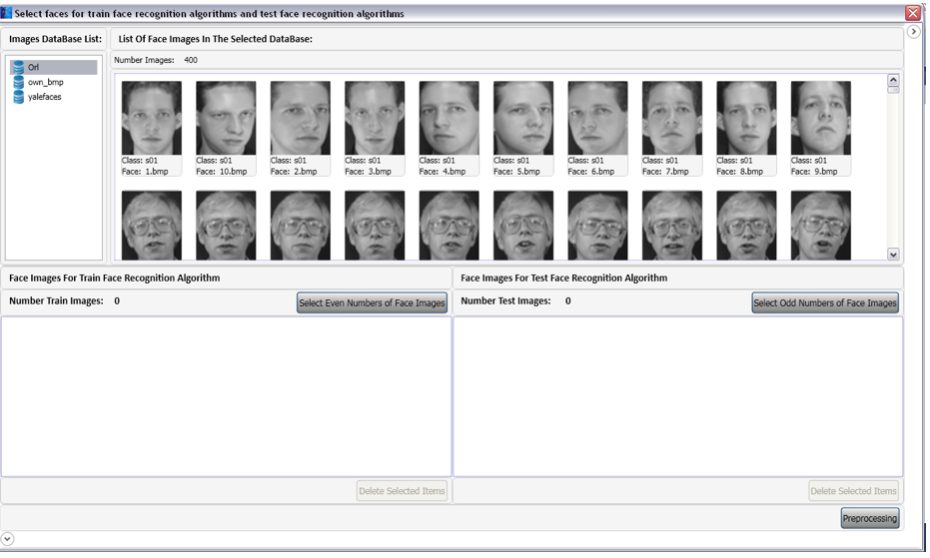 Select faces for train face recognition algorithms and test face recognition algorithms
Images DataBase List:
List Of Face Images In The Selected DataBase:
Orl
own_bmp
yalefaces
Number Images: 400
Class: s01 Class: s01 Class: s01 Class: s01 Class: s01 Class: s01 Class: s01 Class: s01 Class: s01 Class: s01
Face: 1.bmp Face: 10.bmp Face: 2.bmp Face: 3.bmp Face: 4.bmp Face: 5.bmp Face: 6.bmp Face: 7.bmp Face: 8.bmp Face: 9.bmp
Face Images For Train Face Recognition Algorithm
Number Train Images: 0
Select Even Numbers of Face Images
Delete Selected Items
Face Images For Test Face Recognition Algorithm
Number Test Images: 0
Select Odd Numbers of Face Images
Delete Selected Items
Preprocessing